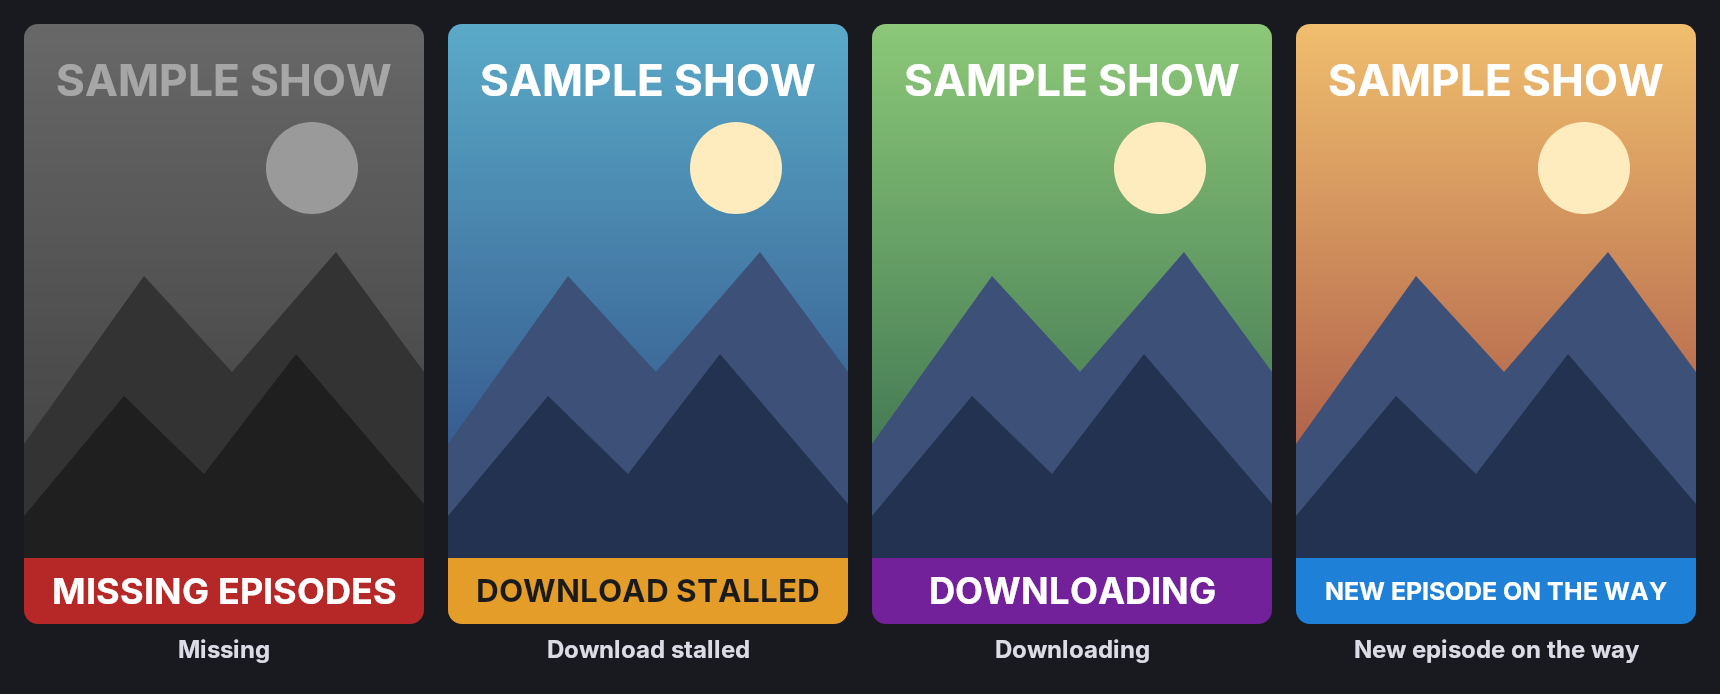 SAMPLE SHOW
MISSING EPISODES
Missing
SAMPLE SHOW
DOWNLOAD STALLED
Download stalled
SAMPLE SHOW
DOWNLOADING
Downloading
SAMPLE SHOW
NEW EPISODE ON THE WAY
New episode on the way